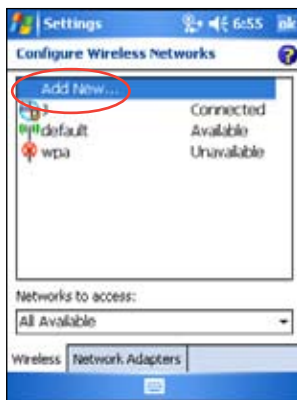 Settings 6:55 ok
Configure Wireless Networks ?
Add New...
Connected
default Available
wpa Unavailable
Networks to access:
All Available
Wireless Network Adapters